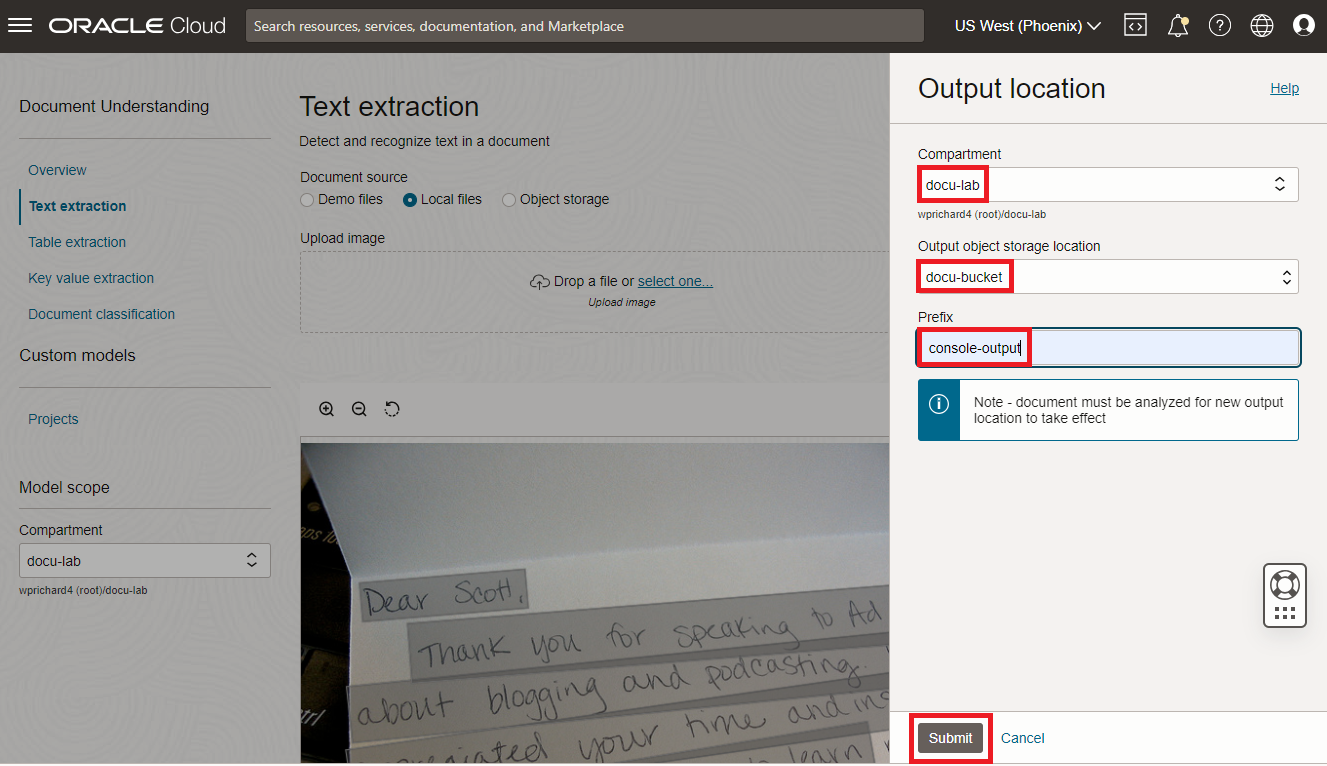 ORACLE Cloud
Search resources, services, documentation, and Marketplace
US West (Phoenix)
Document Understanding
Overview
Text extraction
Table extraction
Key value extraction
Document classification
Custom models
Projects
Model scope
Compartment
docu-lab
wprichard4 (root)/docu-lab
Text extraction
Detect and recognize text in a document
Document source
Demo files Local files Object storage
Upload image
Drop a file or select one...
Upload image
Dear Scott,
Thank you for speaking to Ad
about blogging and podcasting.
your time and ins
learn
Output location
Help
Compartment
docu-lab
wprichard4 (root)/docu-lab
Output object storage location
docu-bucket
Prefix
console-output
Note - document must be analyzed for new output
location to take effect
Submit Cancel